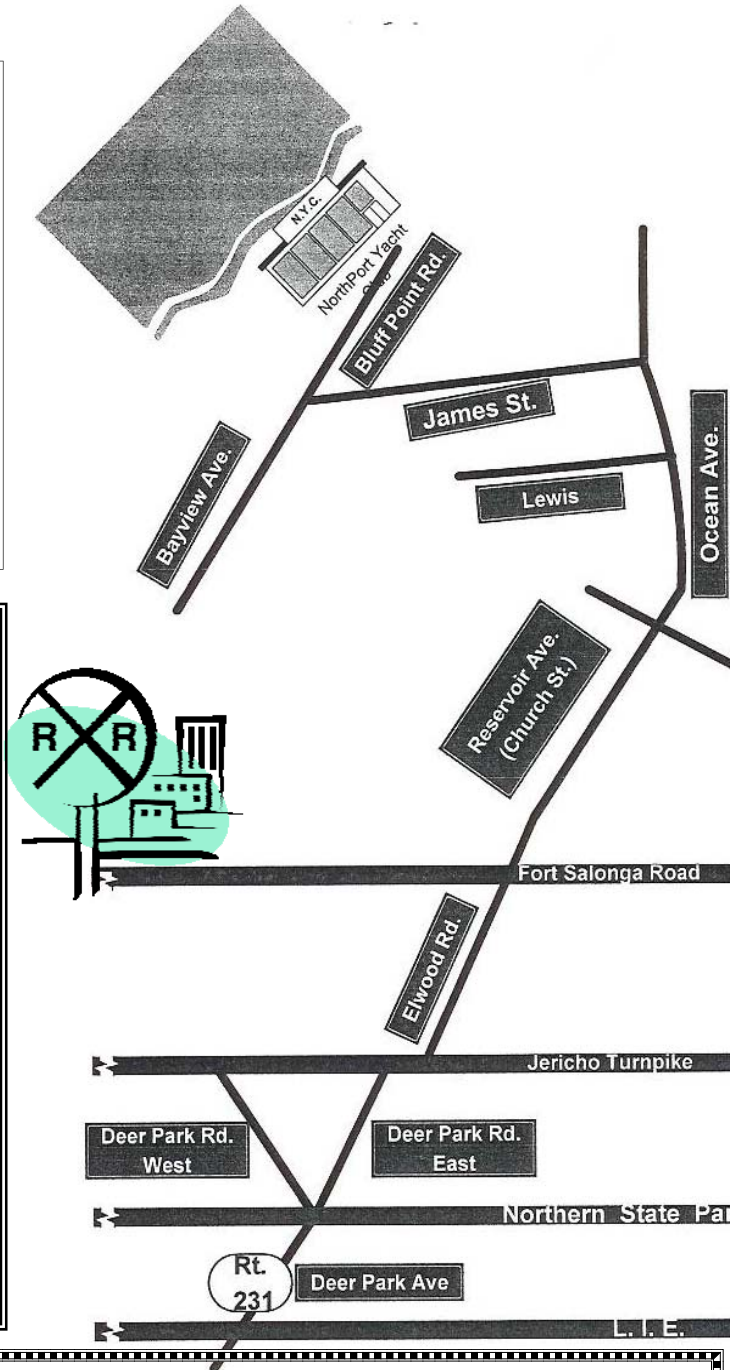 N.Y.C.
NorthPort Yacht
Bluff Point Rd.
James St.
Bayview Ave.
Lewis
Ocean Ave.
Reservoir Ave.
(Church St.)
R R
Fort Salonga Road
Elwood Rd.
Jericho Turnpike
Deer Park Rd.
West
Deer Park Rd.
East
Northern State Par
Rt.
231
Deer Park Ave
L. I. E.